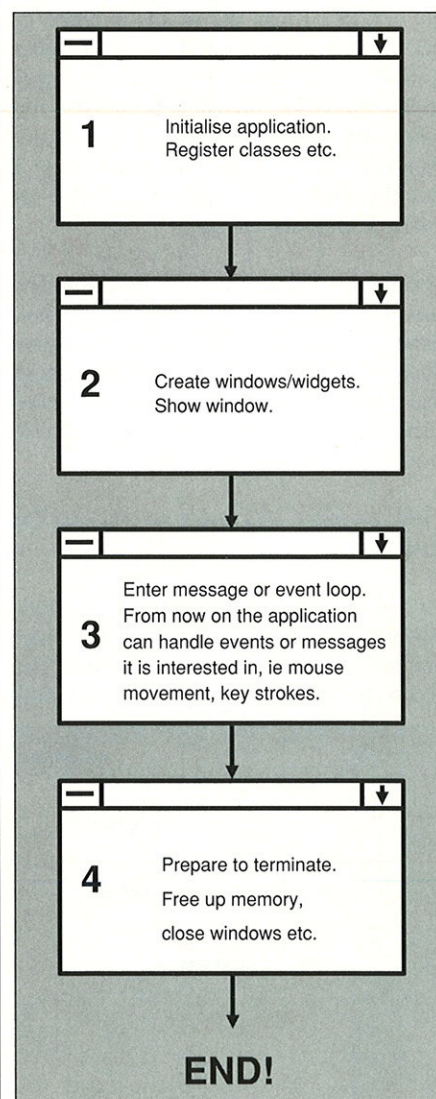 1
Initialise application.
Register classes etc.
2
Create windows/widgets.
Show window.
3
Enter message or event loop.
From now on the application
can handle events or messages
it is interested in, ie mouse
movement, key strokes.
4
Prepare to terminate.
Free up memory,
close windows etc.
END!